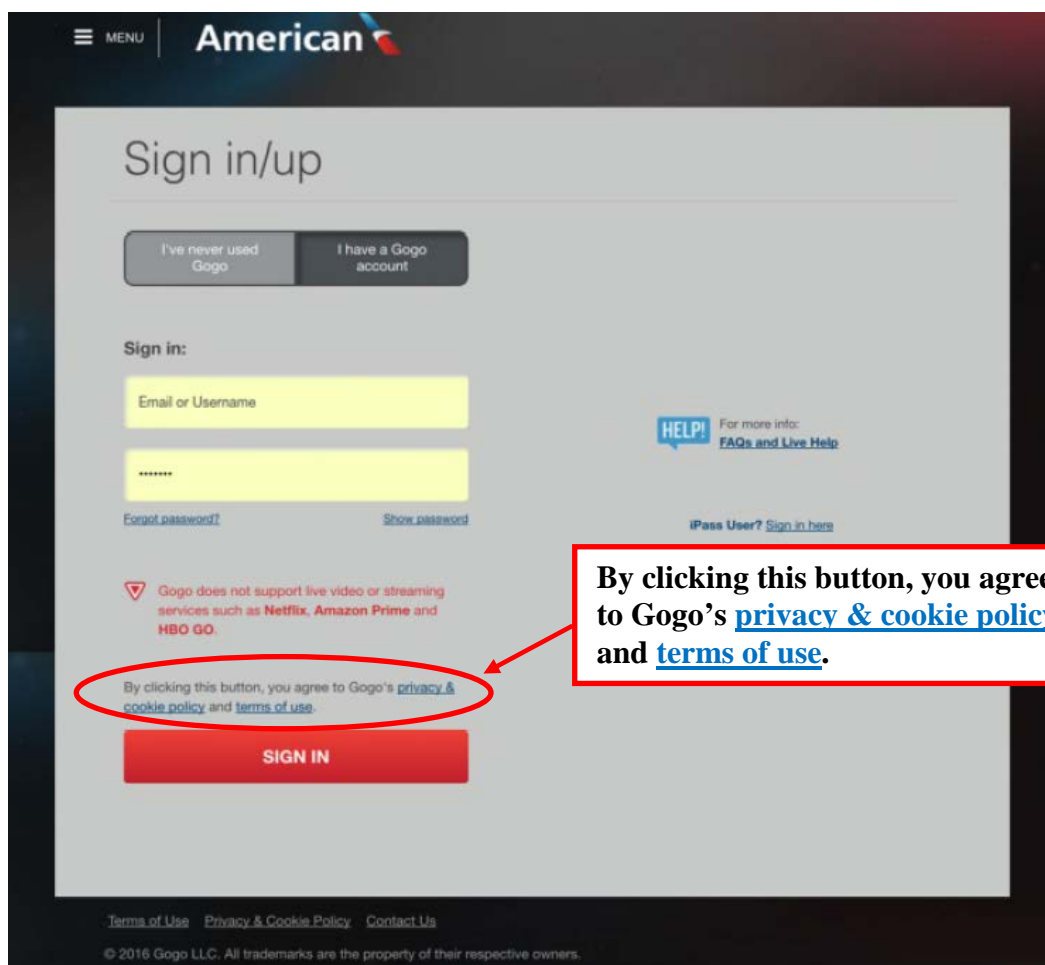 MENU
American
Sign in/up
I've never used
Gogo
I have a Gogo
account
Sign in:
Email or Username
•••••••
Forgot password?
Show password
HELP!
For more info:
FAQs and Live Help
iPass User? Sign in here
Gogo does not support live video or streaming
services such as Netflix, Amazon Prime and
HBO GO.
By clicking this button, you agree
to Gogo’s privacy & cookie policy
and terms of use.
By clicking this button, you agree to Gogo's privacy &
cookie policy and terms of use.
SIGN IN
Terms of Use Privacy & Cookie Policy Contact Us
© 2016 Gogo LLC. All trademarks are the property of their respective owners.